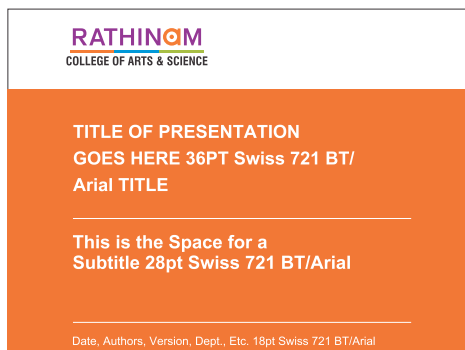 RATHINAM
COLLEGE OF ARTS & SCIENCE
TITLE OF PRESENTATION
GOES HERE 36PT Swiss 721 BT/
Arial TITLE
This is the Space for a
Subtitle 28pt Swiss 721 BT/Arial
Date, Authors, Version, Dept., Etc. 18pt Swiss 721 BT/Arial